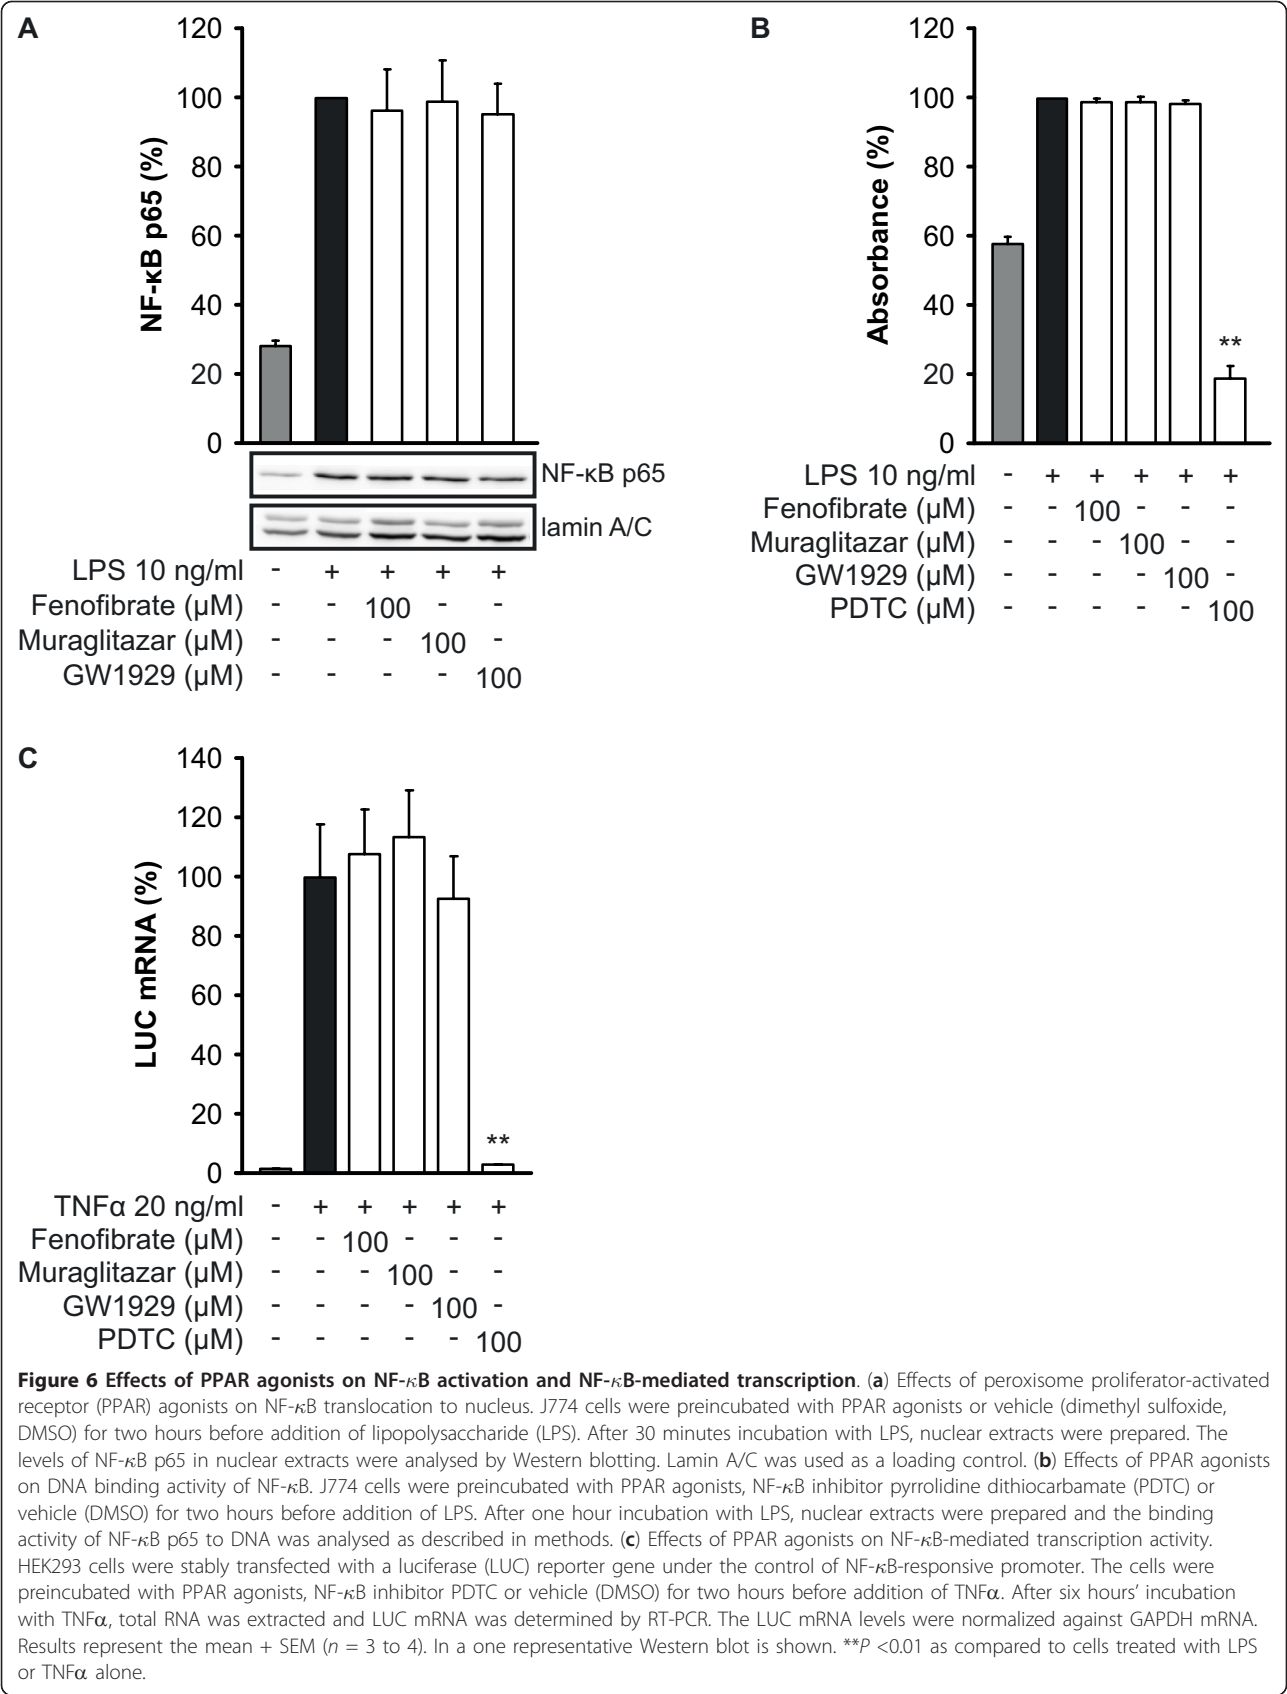 A
120
100
80
60
40
20
0
NF-κB p65 (%)
NF-κB p65
lamin A/C
LPS 10 ng/ml - + + + +
Fenofibrate (µM) - - 100 - -
Muraglitazar (µM) - - - 100 -
GW1929 (µM) - - - - 100
B
120
100
80
60
40
20
0
Absorbance (%)
**
LPS 10 ng/ml - + + + + +
Fenofibrate (µM) - - 100 - - -
Muraglitazar (µM) - - - 100 - -
GW1929 (µM) - - - - 100 -
PDTC (µM) - - - - - 100
C
140
120
100
80
60
40
20
0
LUC mRNA (%)
**
TNFα 20 ng/ml - + + + + +
Fenofibrate (µM) - - 100 - - -
Muraglitazar (µM) - - - 100 - -
GW1929 (µM) - - - - 100 -
PDTC (µM) - - - - - 100
Figure 6 Effects of PPAR agonists on NF-κB activation and NF-κB-mediated transcription. (a) Effects of peroxisome proliferator-activated
receptor (PPAR) agonists on NF-κB translocation to nucleus. J774 cells were preincubated with PPAR agonists or vehicle (dimethyl sulfoxide,
DMSO) for two hours before addition of lipopolysaccharide (LPS). After 30 minutes incubation with LPS, nuclear extracts were prepared. The
levels of NF-κB p65 in nuclear extracts were analysed by Western blotting. Lamin A/C was used as a loading control. (b) Effects of PPAR agonists
on DNA binding activity of NF-κB. J774 cells were preincubated with PPAR agonists, NF-κB inhibitor pyrrolidine dithiocarbamate (PDTC) or
vehicle (DMSO) for two hours before addition of LPS. After one hour incubation with LPS, nuclear extracts were prepared and the binding
activity of NF-κB p65 to DNA was analysed as described in methods. (c) Effects of PPAR agonists on NF-κB-mediated transcription activity.
HEK293 cells were stably transfected with a luciferase (LUC) reporter gene under the control of NF-κB-responsive promoter. The cells were
preincubated with PPAR agonists, NF-κB inhibitor PDTC or vehicle (DMSO) for two hours before addition of TNFα. After six hours’ incubation
with TNFα, total RNA was extracted and LUC mRNA was determined by RT-PCR. The LUC mRNA levels were normalized against GAPDH mRNA.
Results represent the mean + SEM (n = 3 to 4). In a one representative Western blot is shown. **P <0.01 as compared to cells treated with LPS
or TNFα alone.